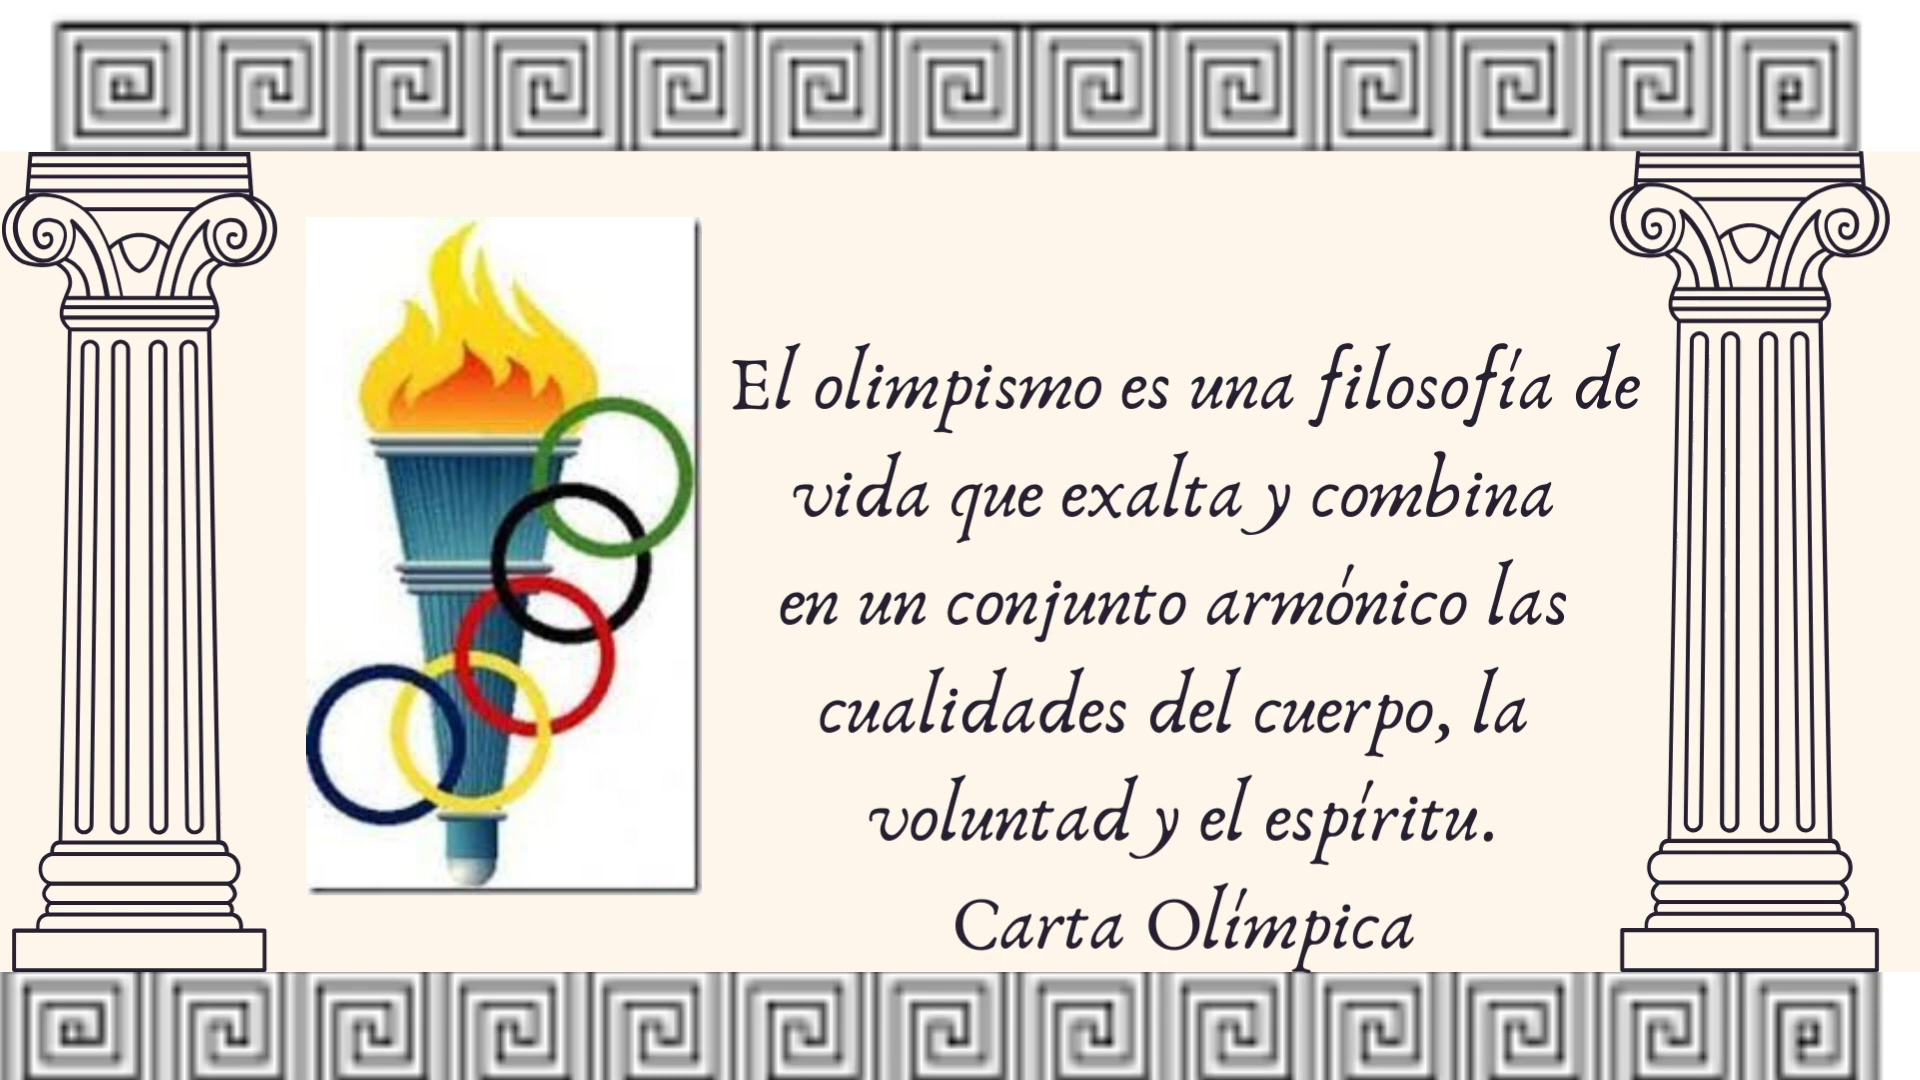 El olimpismo es una filosofía de
vida que exalta y combina
en un conjunto armónico las
cualidades del cuerpo, la
voluntad y el espíritu.
Carta Olímpica